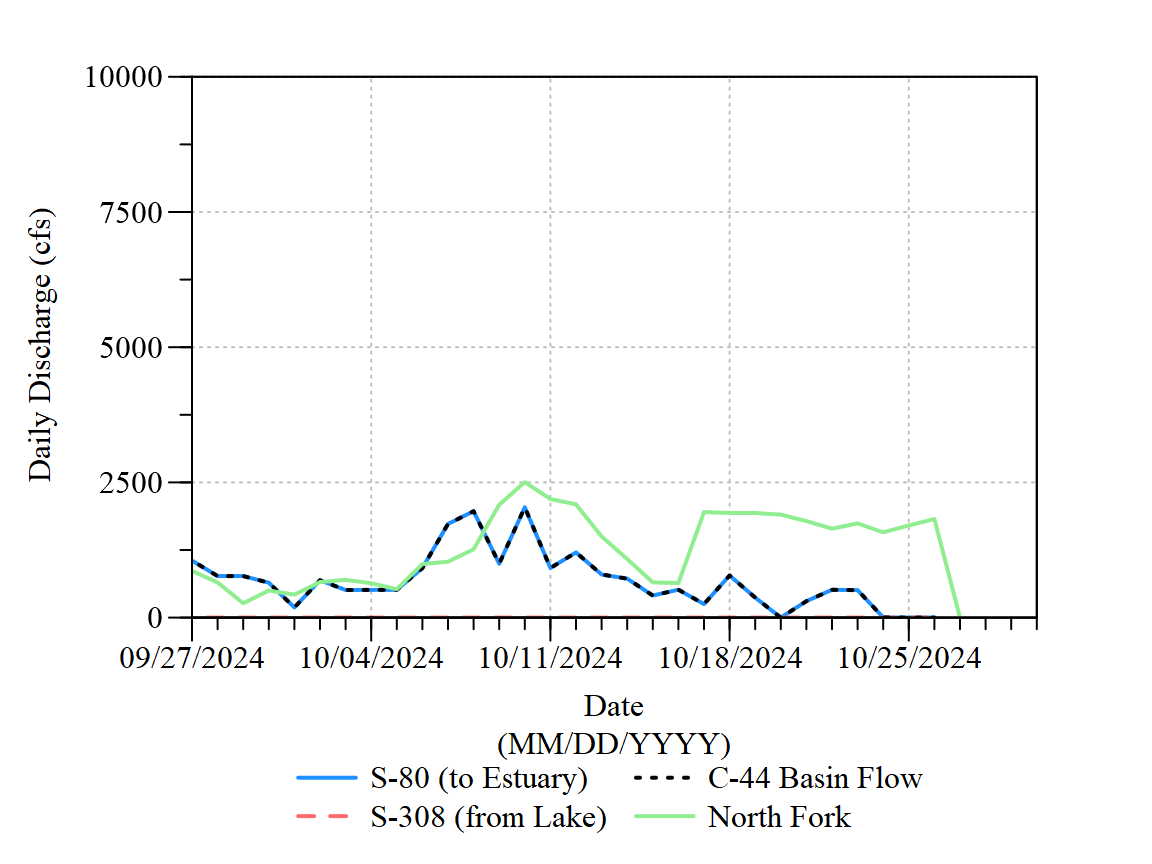 10000
7500
5000
2500
0
Daily Discharge (cfs)
09/27/2024 10/04/2024 10/11/2024 10/18/2024 10/25/2024
Date
(MM/DD/YYYY)
S-80 (to Estuary) C-44 Basin Flow
S-308 (from Lake) North Fork